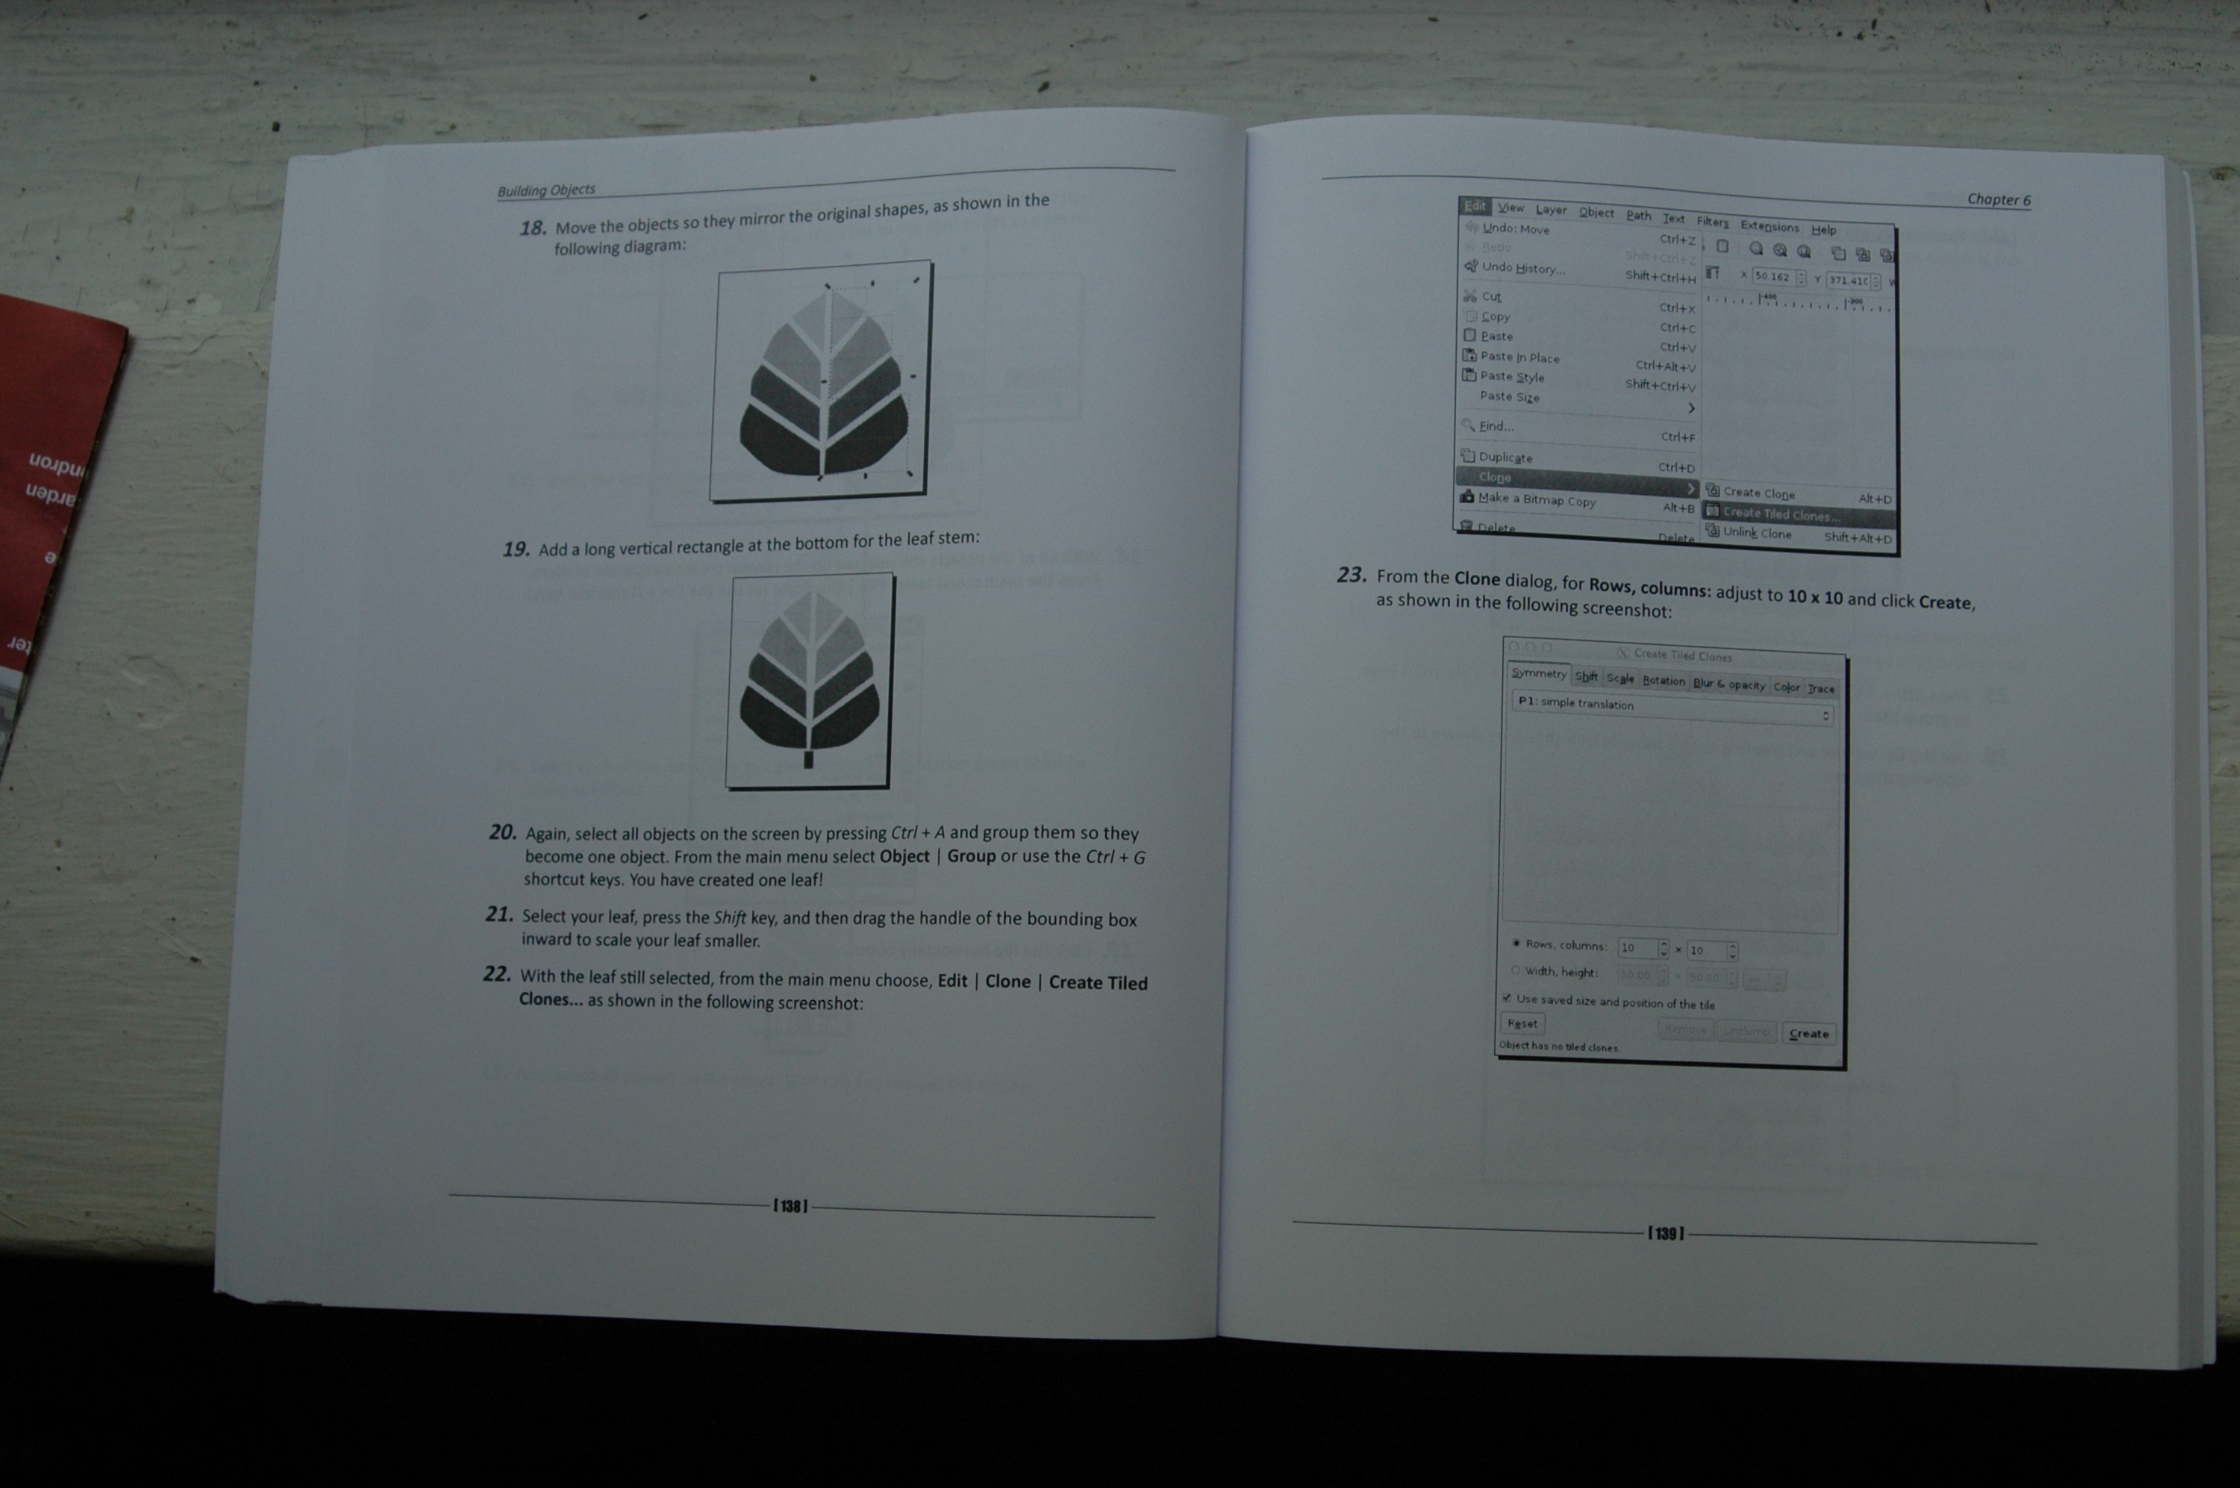 Building Objects
18. Move the objects so they mirror the original shapes, as shown in the
following diagram:
19. Add a long vertical rectangle at the bottom for the leaf stem:
20. Again, select all objects on the screen by pressing Ctrl + A and group them so they
become one object. From the main menu select Object | Group or use the Ctrl + G
shortcut keys. You have created one leaf!
21. Select your leaf, press the Shift key, and then drag the handle of the bounding box
inward to scale your leaf smaller.
22. With the leaf still selected, from the main menu choose, Edit | Clone | Create Tiled
Clones... as shown in the following screenshot:
[ 138 ]
Chapter 6
Edit View Layer Object Path Text Filters Extensions Help
Undo: Move Ctrl+Z
Redo Shift+Ctrl+Z
Undo History... Shift+Ctrl+H
X 50.162 Y 371.410
Cut Ctrl+X
Copy Ctrl+C
Paste Ctrl+V
Paste In Place Ctrl+Alt+V
Paste Style Shift+Ctrl+V
Paste Size
Find... Ctrl+F
Duplicate Ctrl+D
Clone
Create Clone Alt+D
Make a Bitmap Copy Alt+B
Create Tiled Clones...
Delete Delete
Unlink Clone Shift+Alt+D
23. From the Clone dialog, for Rows, columns: adjust to 10 x 10 and click Create,
as shown in the following screenshot:
Create Tiled Clones
Symmetry Shift Scale Rotation Blur & opacity Color Trace
P1: simple translation
Rows, columns: 10 × 10
Width, height: 50.00 × 50.00
Use saved size and position of the tile
Reset Remove Unclump Create
Object has no tiled clones.
[ 139 ]
ter
e
arden
ndron